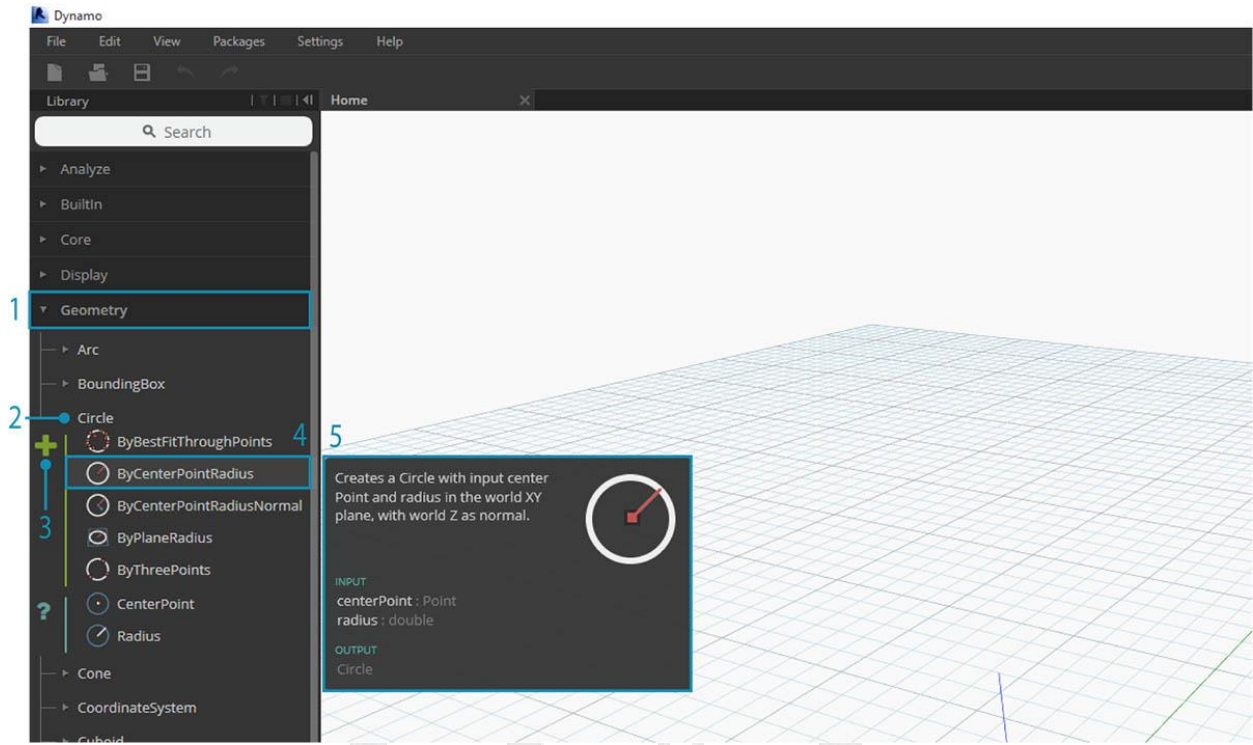 Dynamo
File Edit View Packages Settings Help
Library
Home
Search
Analyze
BuiltIn
Core
Display
1
Geometry
Arc
BoundingBox
2
Circle
ByBestFitThroughPoints
4
5
ByCenterPointRadius
ByCenterPointRadiusNormal
3
ByPlaneRadius
ByThreePoints
?
CenterPoint
Radius
Cone
CoordinateSystem
Cuboid
Creates a Circle with input center
Point and radius in the world XY
plane, with world Z as normal.
INPUT
centerPoint : Point
radius : double
OUTPUT
Circle